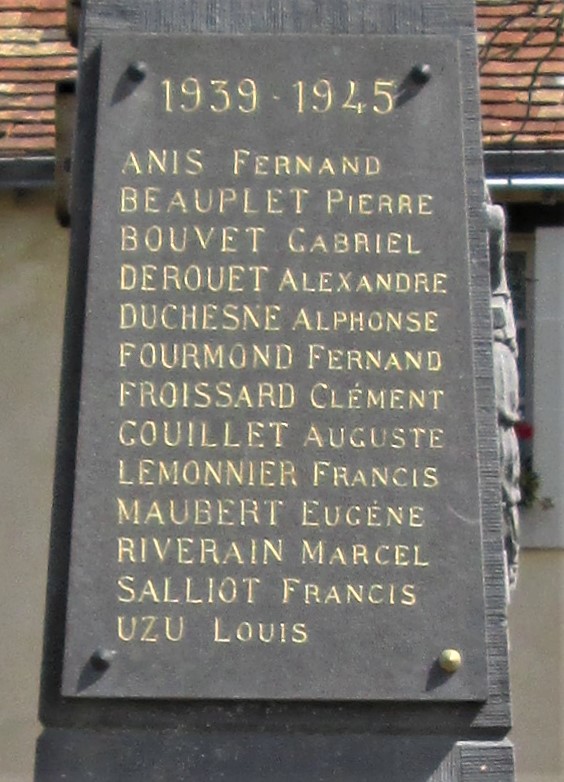 1939 - 1945
ANIS FERNAND
BEAUPLET PIERRE
BOUVET GABRIEL
DEROUET ALEXANDRE
DUCHESNE ALPHONSE
FOURMOND FERNAND
FROISSARD CLÉMENT
GOUILLET AUGUSTE
LEMONNIER FRANCIS
MAUBERT EUGÉNE
RIVERAIN MARCEL
SALLIOT FRANCIS
UZU LOUIS